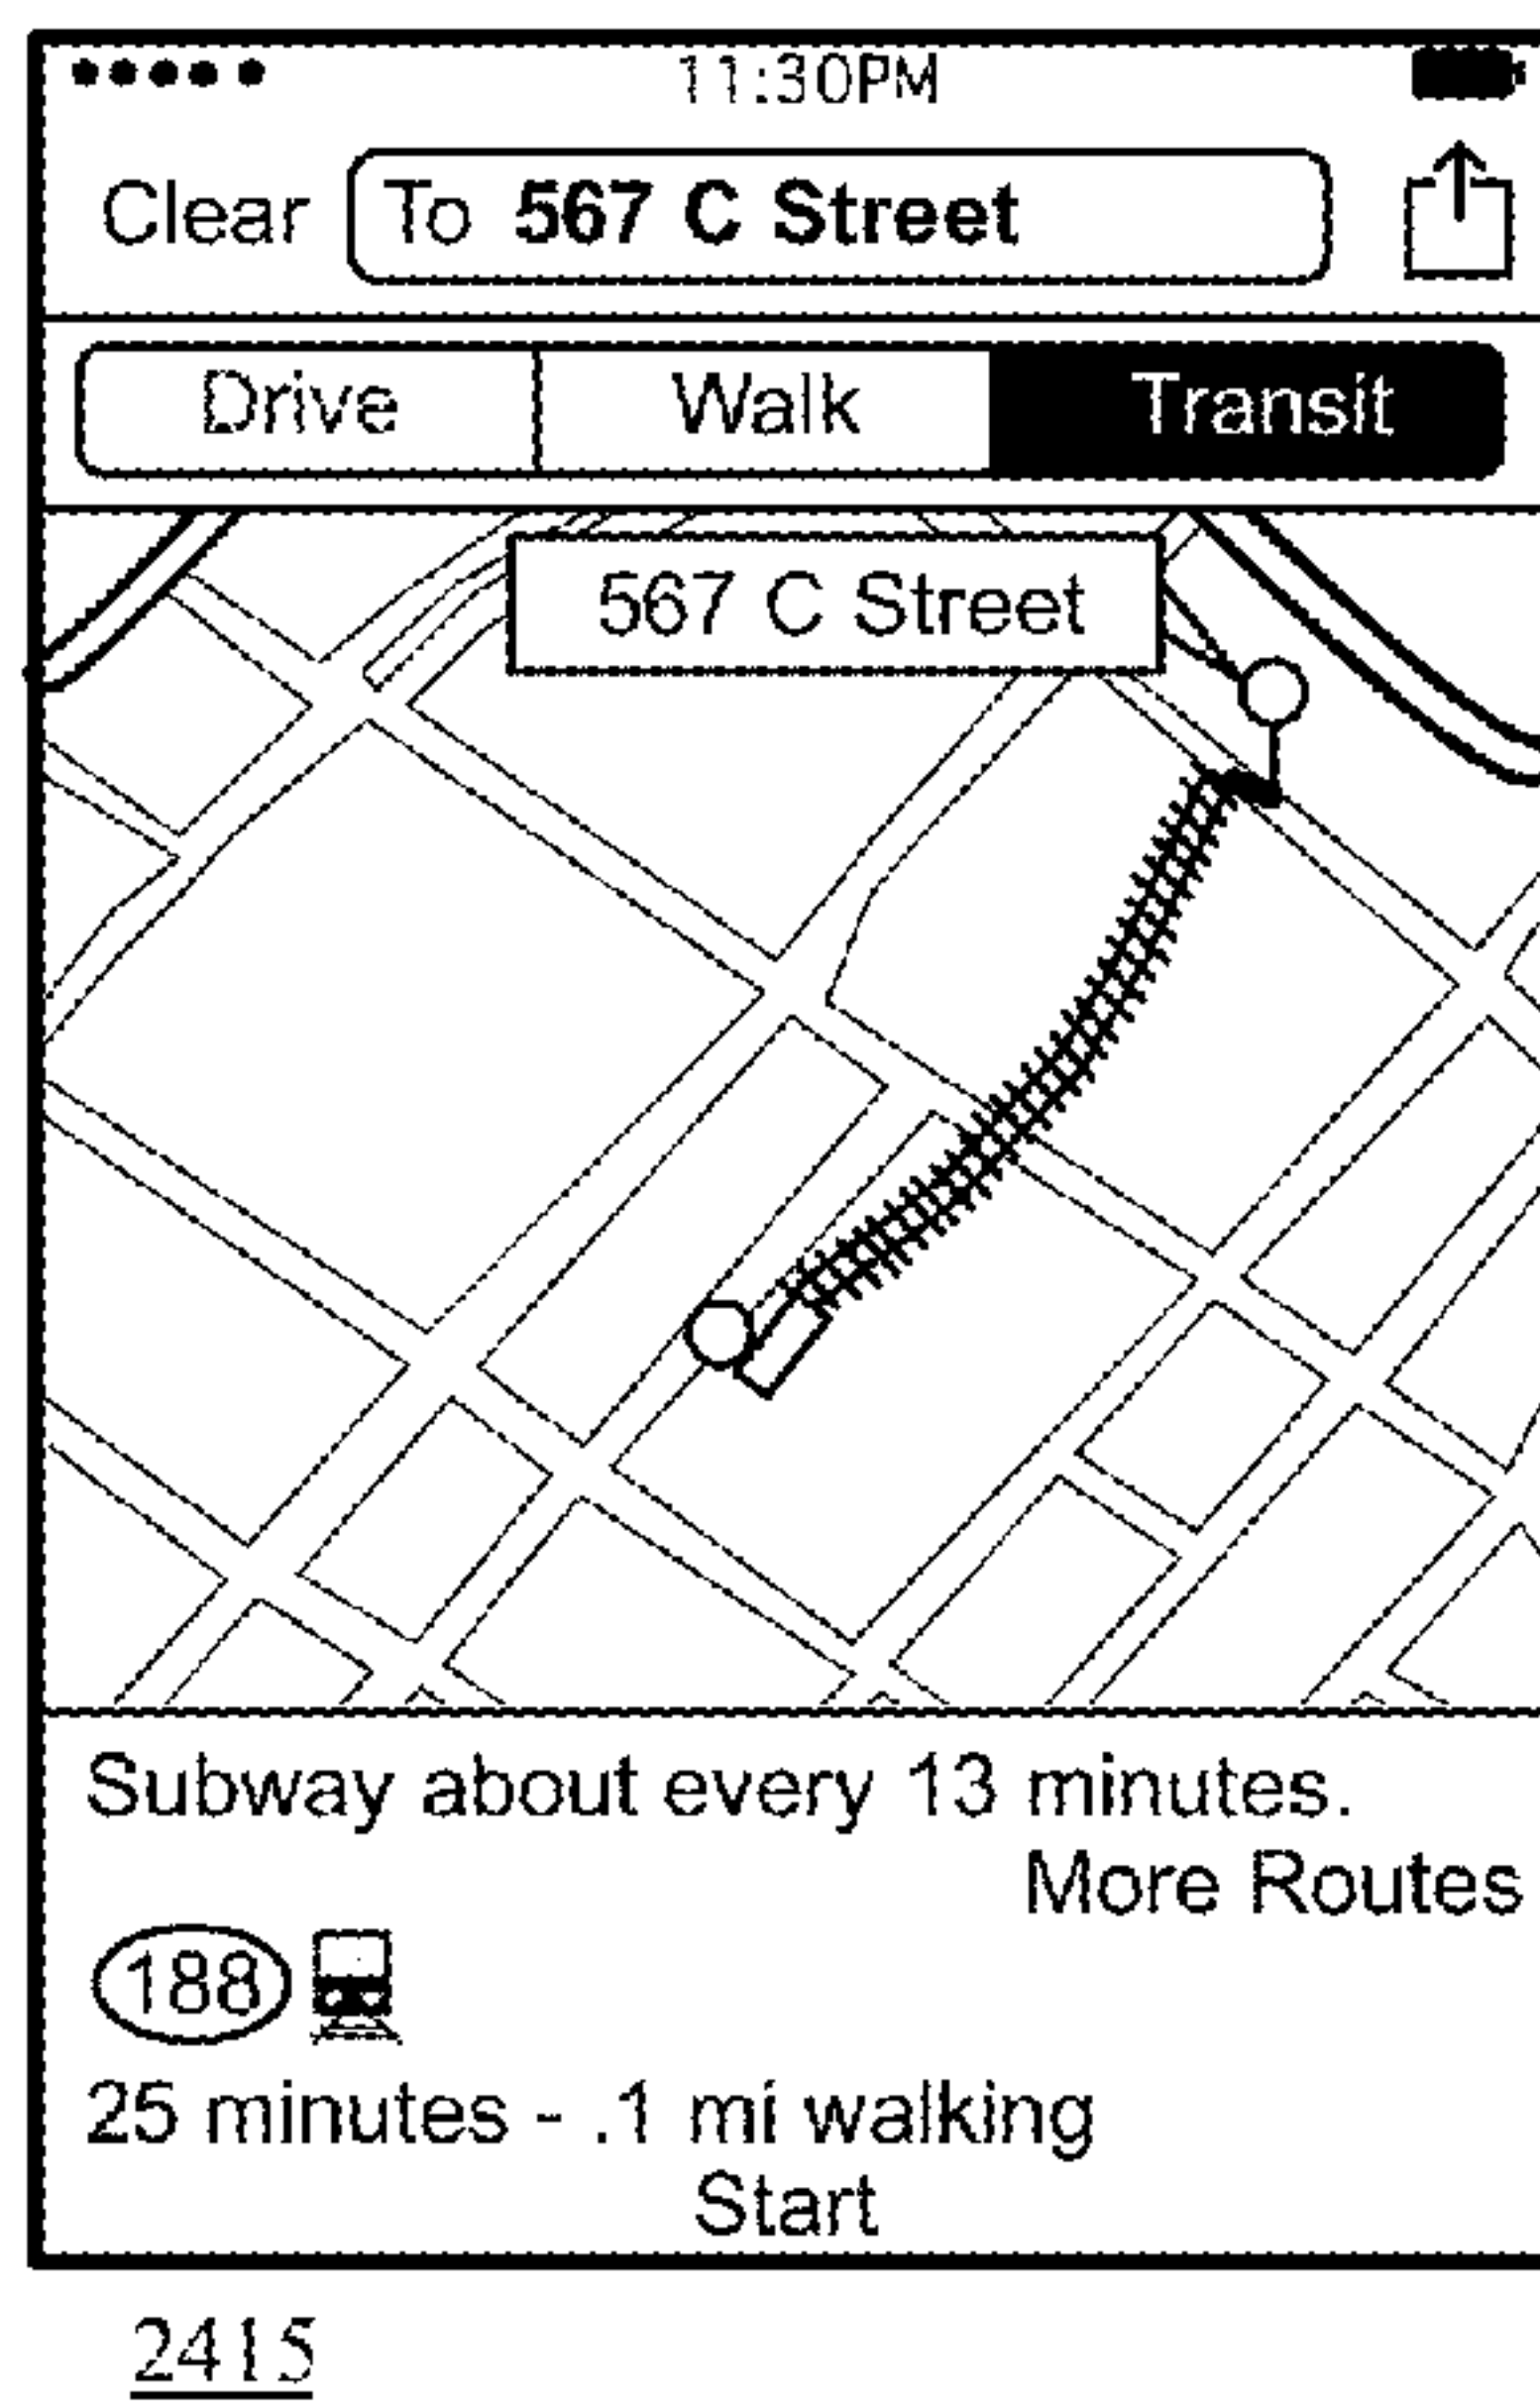 11:30PM
Clear To 567 C Street
Drive Walk Transit
567 C Street
Subway about every 13 minutes.
More Routes
188
25 minutes - .1 mi walking
Start
2415